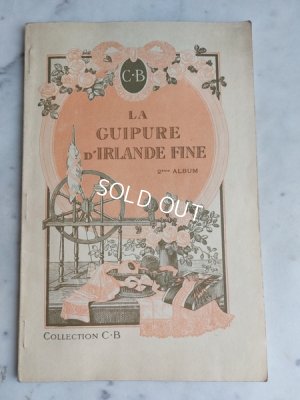 C·B
LA
GUIPURE
D'IRLANDE FINE
2ème ALBUM
SOLD OUT
COLLECTION C·B